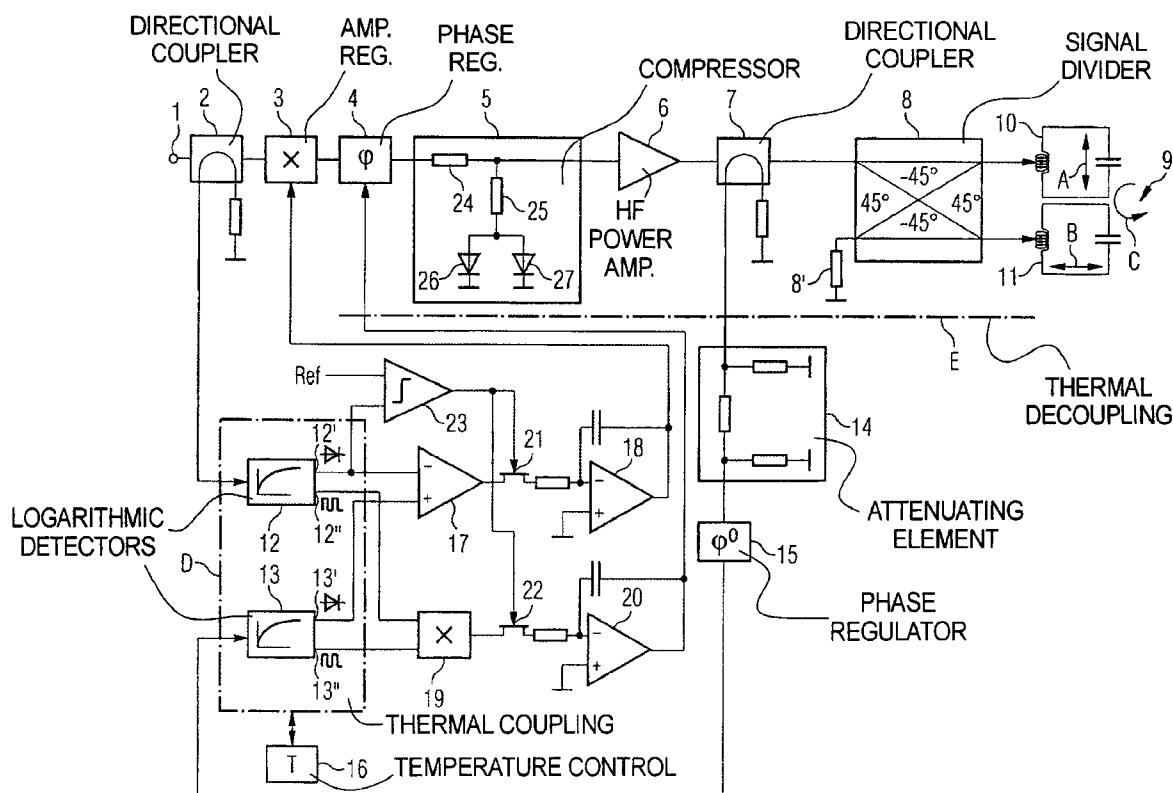 DIRECTIONAL
COUPLER
AMP.
REG.
PHASE
REG.
COMPRESSOR
DIRECTIONAL
COUPLER
SIGNAL
DIVIDER
1
2
3
4
5
6
7
8
9
10
×
φ
24
25
26
27
HF
POWER
AMP.
-45°
45°
45°
-45°
8'
A
B
C
11
E
THERMAL
DECOUPLING
Ref
23
21
18
14
ATTENUATING
ELEMENT
12'
12
12"
17
LOGARITHMIC
DETECTORS
D
φ⁰
15
PHASE
REGULATOR
13
13'
13"
×
19
22
20
THERMAL COUPLING
T
16
TEMPERATURE CONTROL